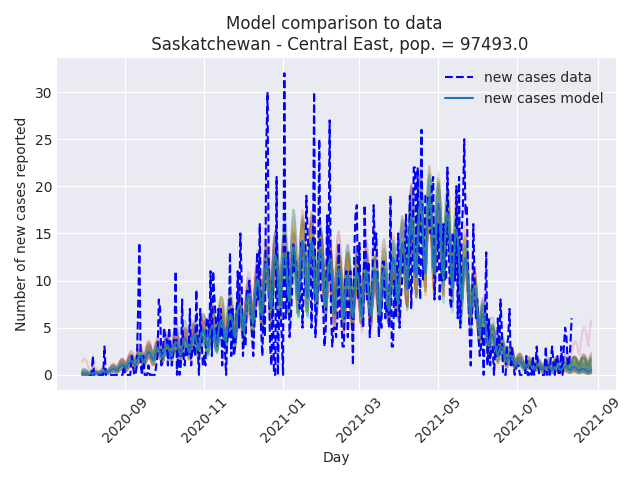 Model comparison to data
Saskatchewan - Central East, pop. = 97493.0
new cases data
new cases model
Number of new cases reported
30
25
20
15
10
5
0
2020-09
2020-11
2021-01
2021-03
2021-05
2021-07
2021-09
Day